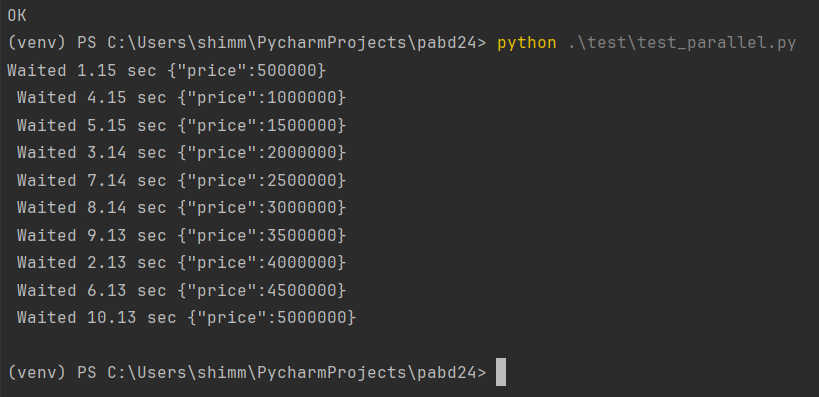 OK
(venv) PS C:\Users\shimm\PycharmProjects\pabd24> python .\test\test_parallel.py
Waited 1.15 sec {"price":500000}
Waited 4.15 sec {"price":1000000}
Waited 5.15 sec {"price":1500000}
Waited 3.14 sec {"price":2000000}
Waited 7.14 sec {"price":2500000}
Waited 8.14 sec {"price":3000000}
Waited 9.13 sec {"price":3500000}
Waited 2.13 sec {"price":4000000}
Waited 6.13 sec {"price":4500000}
Waited 10.13 sec {"price":5000000}
(venv) PS C:\Users\shimm\PycharmProjects\pabd24>